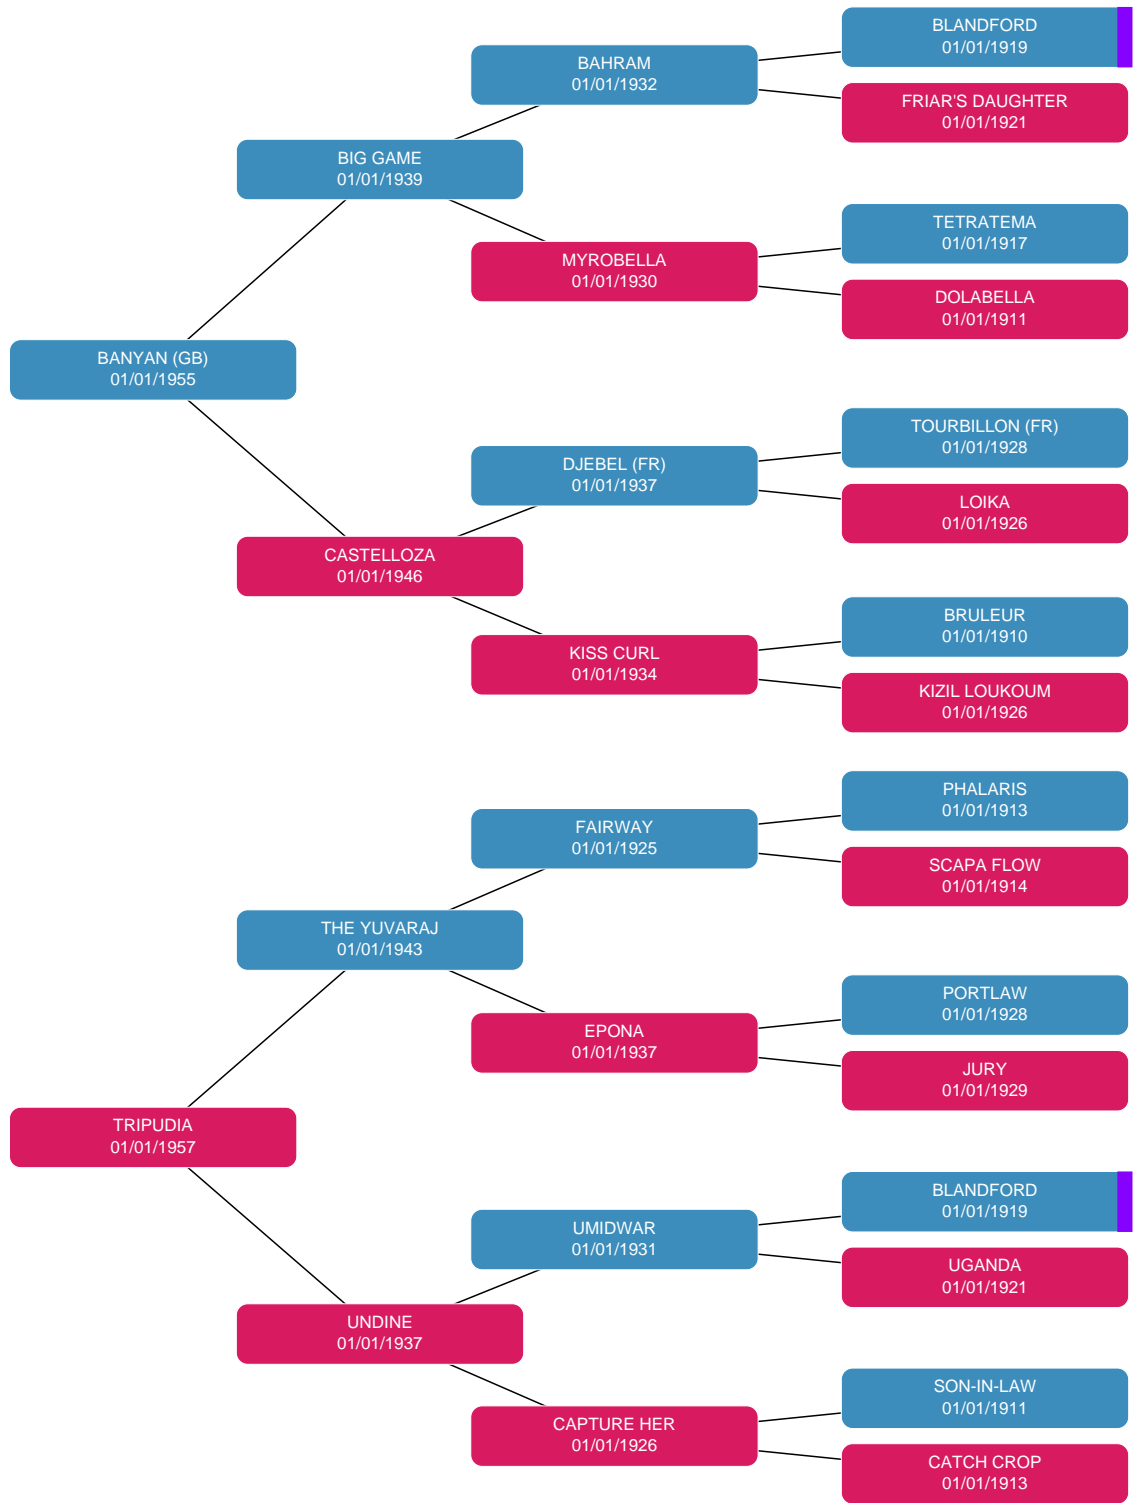 BLANDFORD
01/01/1919
BAHRAM
01/01/1932
FRIAR'S DAUGHTER
01/01/1921
BIG GAME
01/01/1939
TETRATEMA
01/01/1917
MYROBELLA
01/01/1930
DOLABELLA
01/01/1911
BANYAN (GB)
01/01/1955
TOURBILLON (FR)
01/01/1928
DJEBEL (FR)
01/01/1937
LOIKA
01/01/1926
CASTELLOZA
01/01/1946
BRULEUR
01/01/1910
KISS CURL
01/01/1934
KIZIL LOUKOUM
01/01/1926
PHALARIS
01/01/1913
FAIRWAY
01/01/1925
SCAPA FLOW
01/01/1914
THE YUVARAJ
01/01/1943
PORTLAW
01/01/1928
EPONA
01/01/1937
JURY
01/01/1929
TRIPUDIA
01/01/1957
BLANDFORD
01/01/1919
UMIDWAR
01/01/1931
UGANDA
01/01/1921
UNDINE
01/01/1937
SON-IN-LAW
01/01/1911
CAPTURE HER
01/01/1926
CATCH CROP
01/01/1913